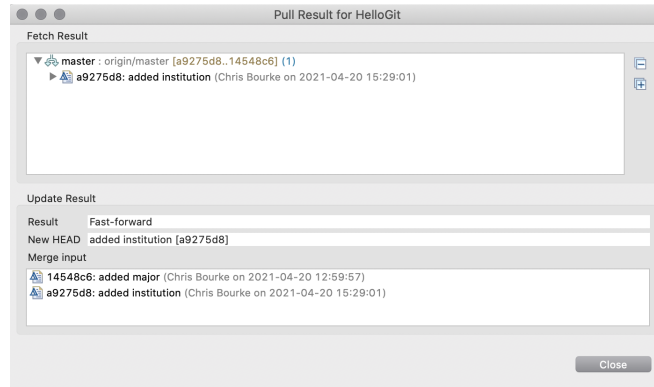 Pull Result for HelloGit
Fetch Result
master : origin/master [a9275d8..14548c6] (1)
a9275d8: added institution (Chris Bourke on 2021-04-20 15:29:01)
Update Result
Result Fast-forward
New HEAD added institution [a9275d8]
Merge input
14548c6: added major (Chris Bourke on 2021-04-20 12:59:57)
a9275d8: added institution (Chris Bourke on 2021-04-20 15:29:01)
Close